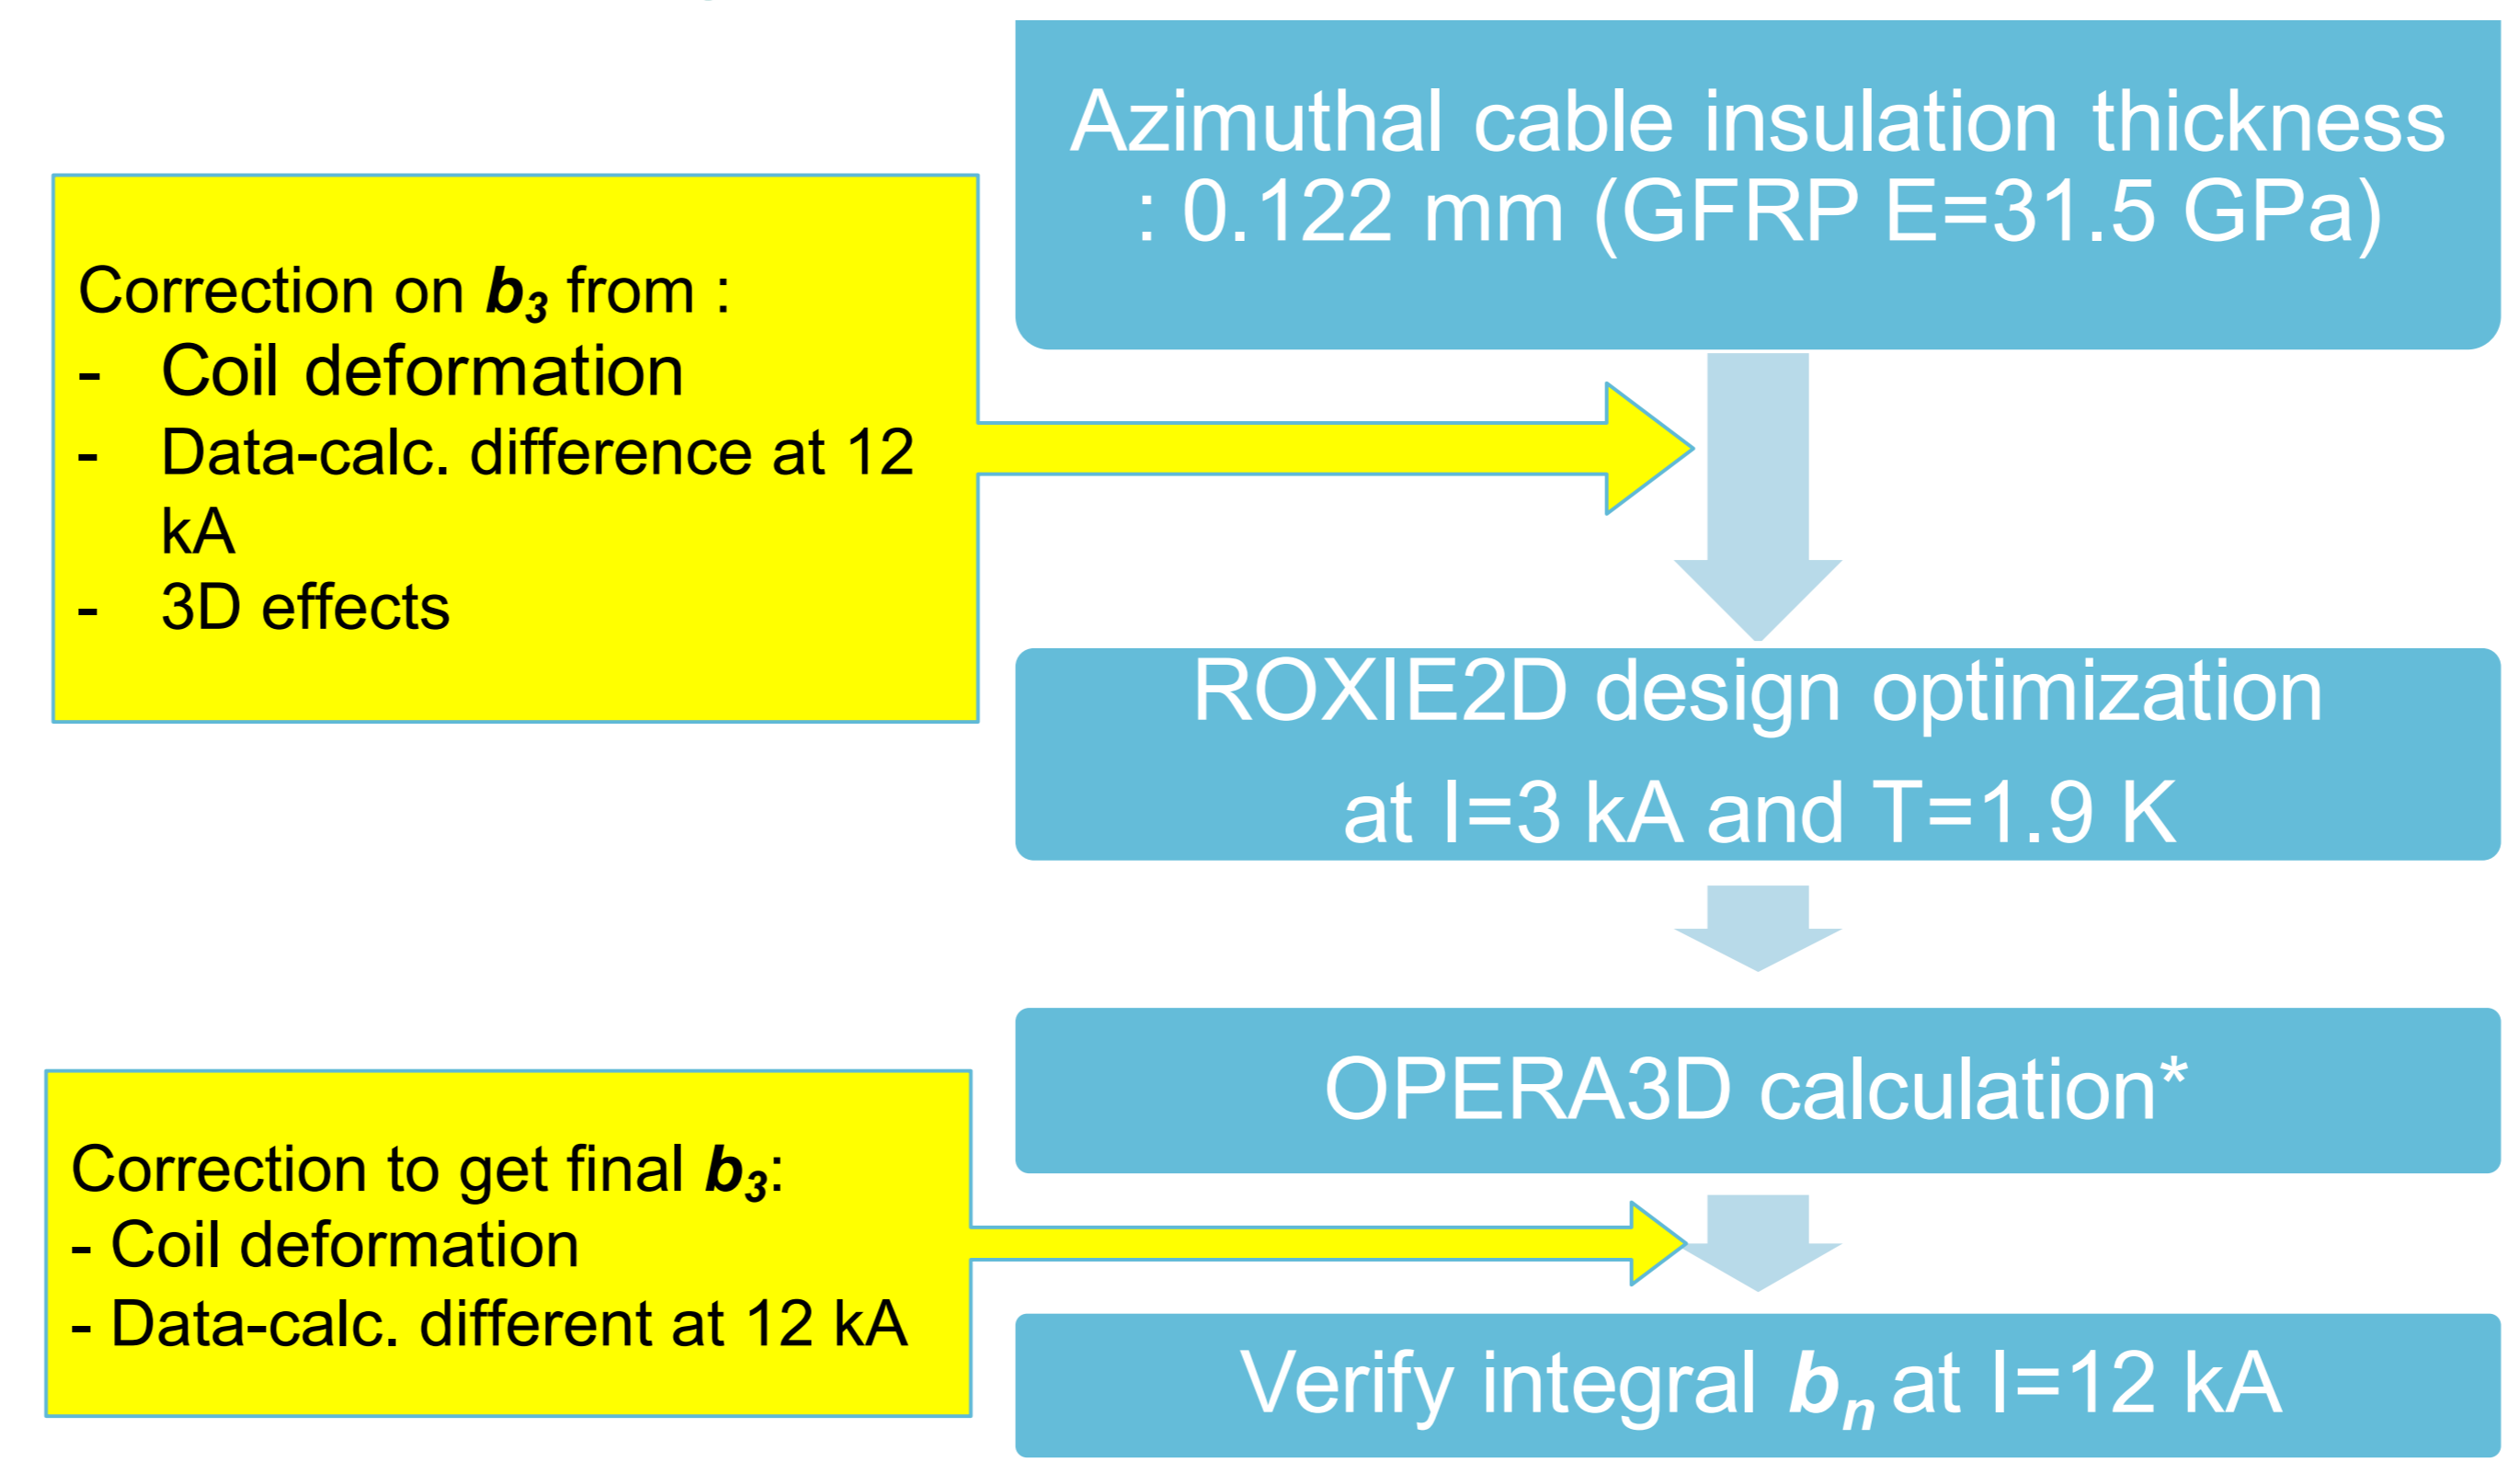 Azimuthal cable insulation thickness
: 0.122 mm (GFRP E=31.5 GPa)
Correction on b3 from :
- Coil deformation
- Data-calc. difference at 12
kA
- 3D effects
ROXIE2D design optimization
at I=3 kA and T=1.9 K
OPERA3D calculation*
Correction to get final b3:
- Coil deformation
- Data-calc. different at 12 kA
Verify integral bn at I=12 kA